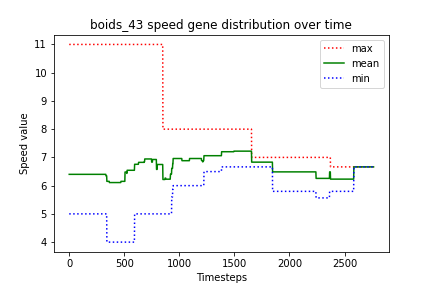 boids_43 speed gene distribution over time
max
mean
min
Speed value
11
10
9
8
7
6
5
4
0
500
1000
1500
2000
2500
Timesteps